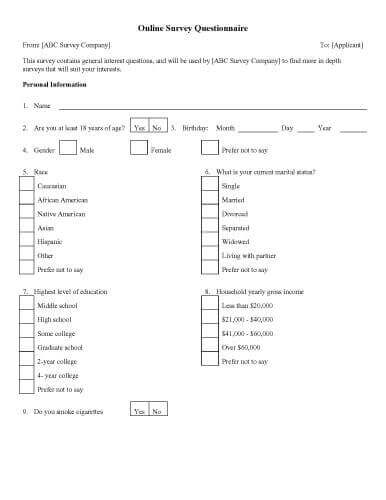 Online Survey Questionnaire
From: [ABC Survey Company] To: [Applicant]
This survey contains general interest questions, and will be used by [ABC Survey Company] to find more in depth
surveys that will suit your interests.
Personal Information
1. Name
2. Are you at least 18 years of age? Yes No 3. Birthday: Month Day Year
4. Gender Male Female Prefer not to say
5. Race
Caucasian
African American
Native American
Asian
Hispanic
Other
Prefer not to say
6. What is your current marital status?
Single
Married
Divorced
Separated
Widowed
Living with partner
Prefer not to say
7. Highest level of education
Middle school
High school
Some college
Graduate school
2-year college
4- year college
Prefer not to say
8. Household yearly gross income
Less than $20,000
$21,000 - $40,000
$41,000 - $60,000
Over $60,000
Prefer not to say
9. Do you smoke cigarettes Yes No